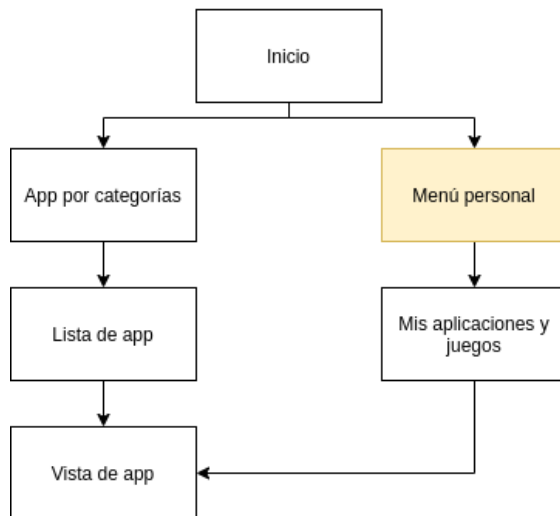 Inicio
App por categorías
Menú personal
Lista de app
Mis aplicaciones y
juegos
Vista de app